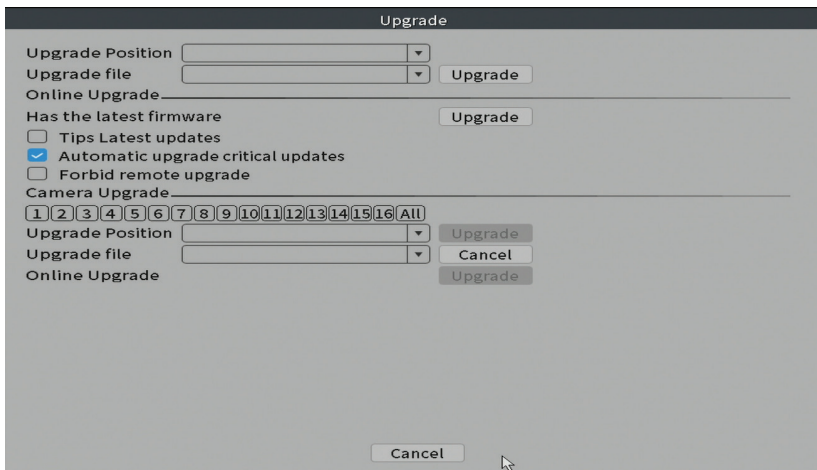 Upgrade
Upgrade Position
Upgrade file Upgrade
Online Upgrade
Has the latest firmware Upgrade
Tips Latest updates
Automatic upgrade critical updates
Forbid remote upgrade
Camera Upgrade
1 2 3 4 5 6 7 8 9 10 11 12 13 14 15 16 All
Upgrade Position Upgrade
Upgrade file Cancel
Online Upgrade Upgrade
Cancel